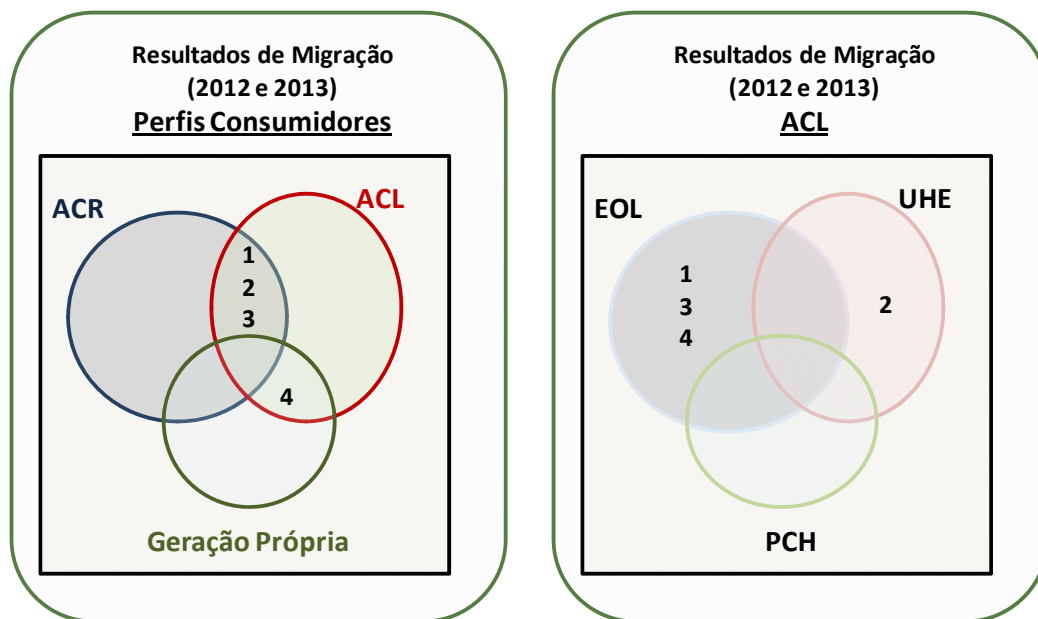 Resultados de Migração
(2012 e 2013)
Perfis Consumidores
ACR
ACL
1
2
3
4
Geração Própria
Resultados de Migração
(2012 e 2013)
ACL
EOL
UHE
1
3
4
2
PCH